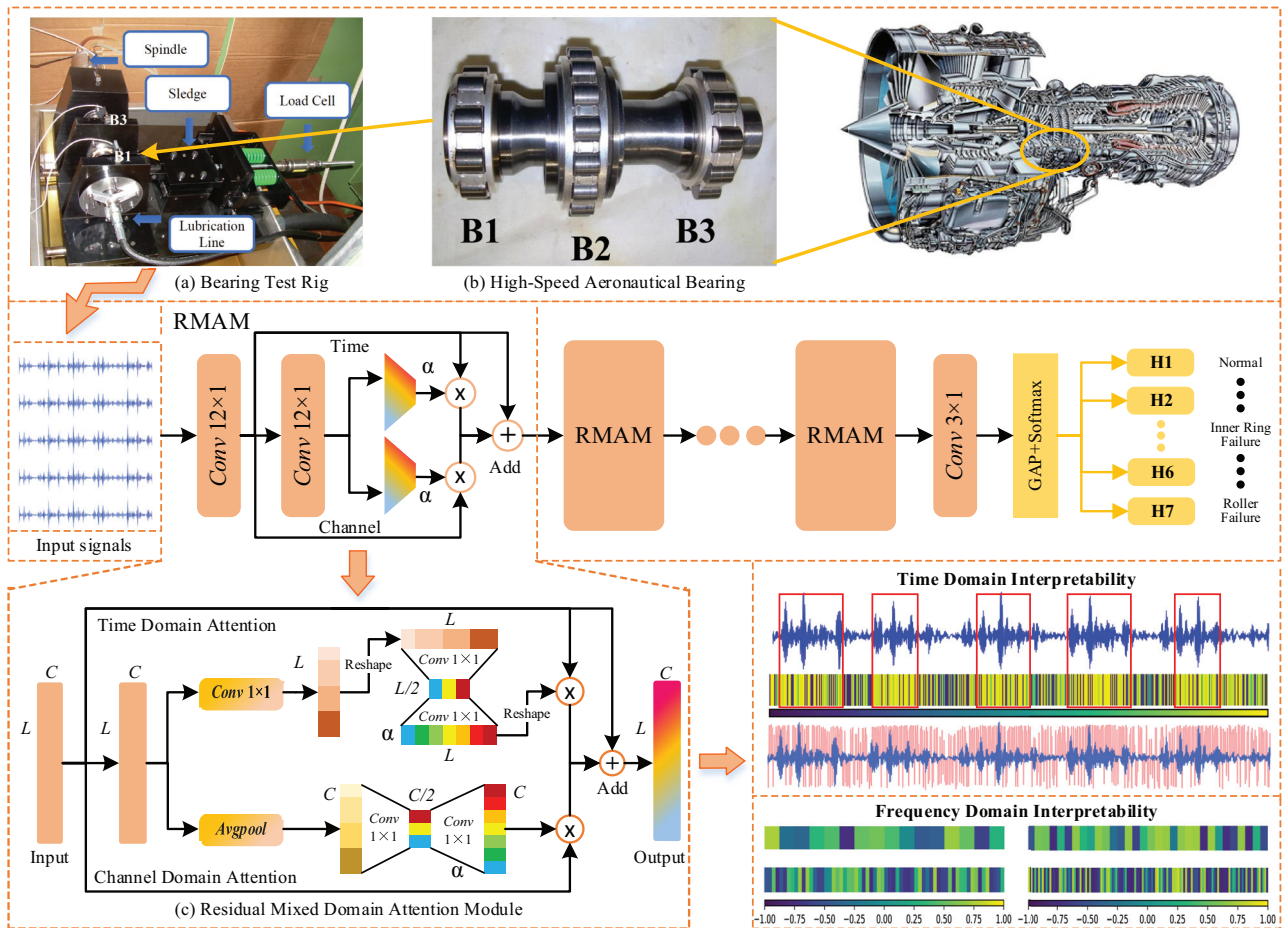 Spindle
Sledge
Load Cell
B3
B1
Lubrication
Line
(a) Bearing Test Rig
B1
B2
B3
(b) High-Speed Aeronautical Bearing
RMAM
Input signals
Conv 12×1
Conv 12×1
Time
α
x
Channel
α
x
+
Add
RMAM
RMAM
Conv 3×1
GAP+Softmax
H1
H2
H6
H7
Normal
Inner Ring
Failure
Roller
Failure
Time Domain Attention
C
C
L
L
Input
Conv 1×1
L
Reshape
L
Conv 1×1
L/2
Conv 1×1
α
L
Reshape
x
Avgpool
C
Conv
1×1
C/2
Conv
1×1
C
α
x
+
Add
C
L
Output
Channel Domain Attention
(c) Residual Mixed Domain Attention Module
Time Domain Interpretability
Frequency Domain Interpretability
−1.00 −0.75 −0.50 −0.25 0.00 0.25 0.50 0.75 1.00
−1.00 −0.75 −0.50 −0.25 0.00 0.25 0.50 0.75 1.00